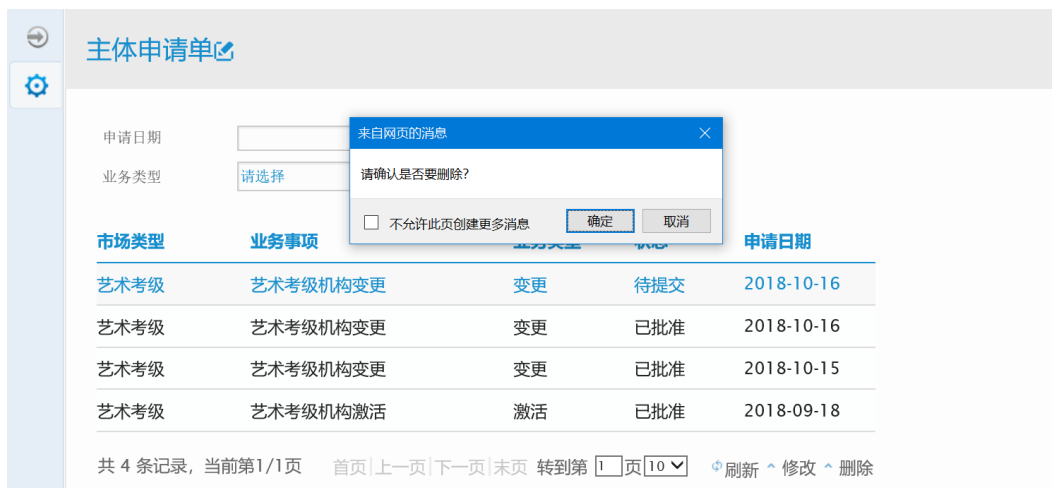 主体申请单
申请日期
业务类型 请选择
来自网页的消息
请确认是否要删除?
不允许此页创建更多消息 确定 取消
市场类型 业务事项 业务类型 状态 申请日期
艺术考级 艺术考级机构变更 变更 待提交 2018-10-16
艺术考级 艺术考级机构变更 变更 已批准 2018-10-16
艺术考级 艺术考级机构变更 变更 已批准 2018-10-15
艺术考级 艺术考级机构激活 激活 已批准 2018-09-18
共 4 条记录，当前第1/1页 首页|上一页|下一页|末页 转到第 1 页 10 刷新 修改 删除